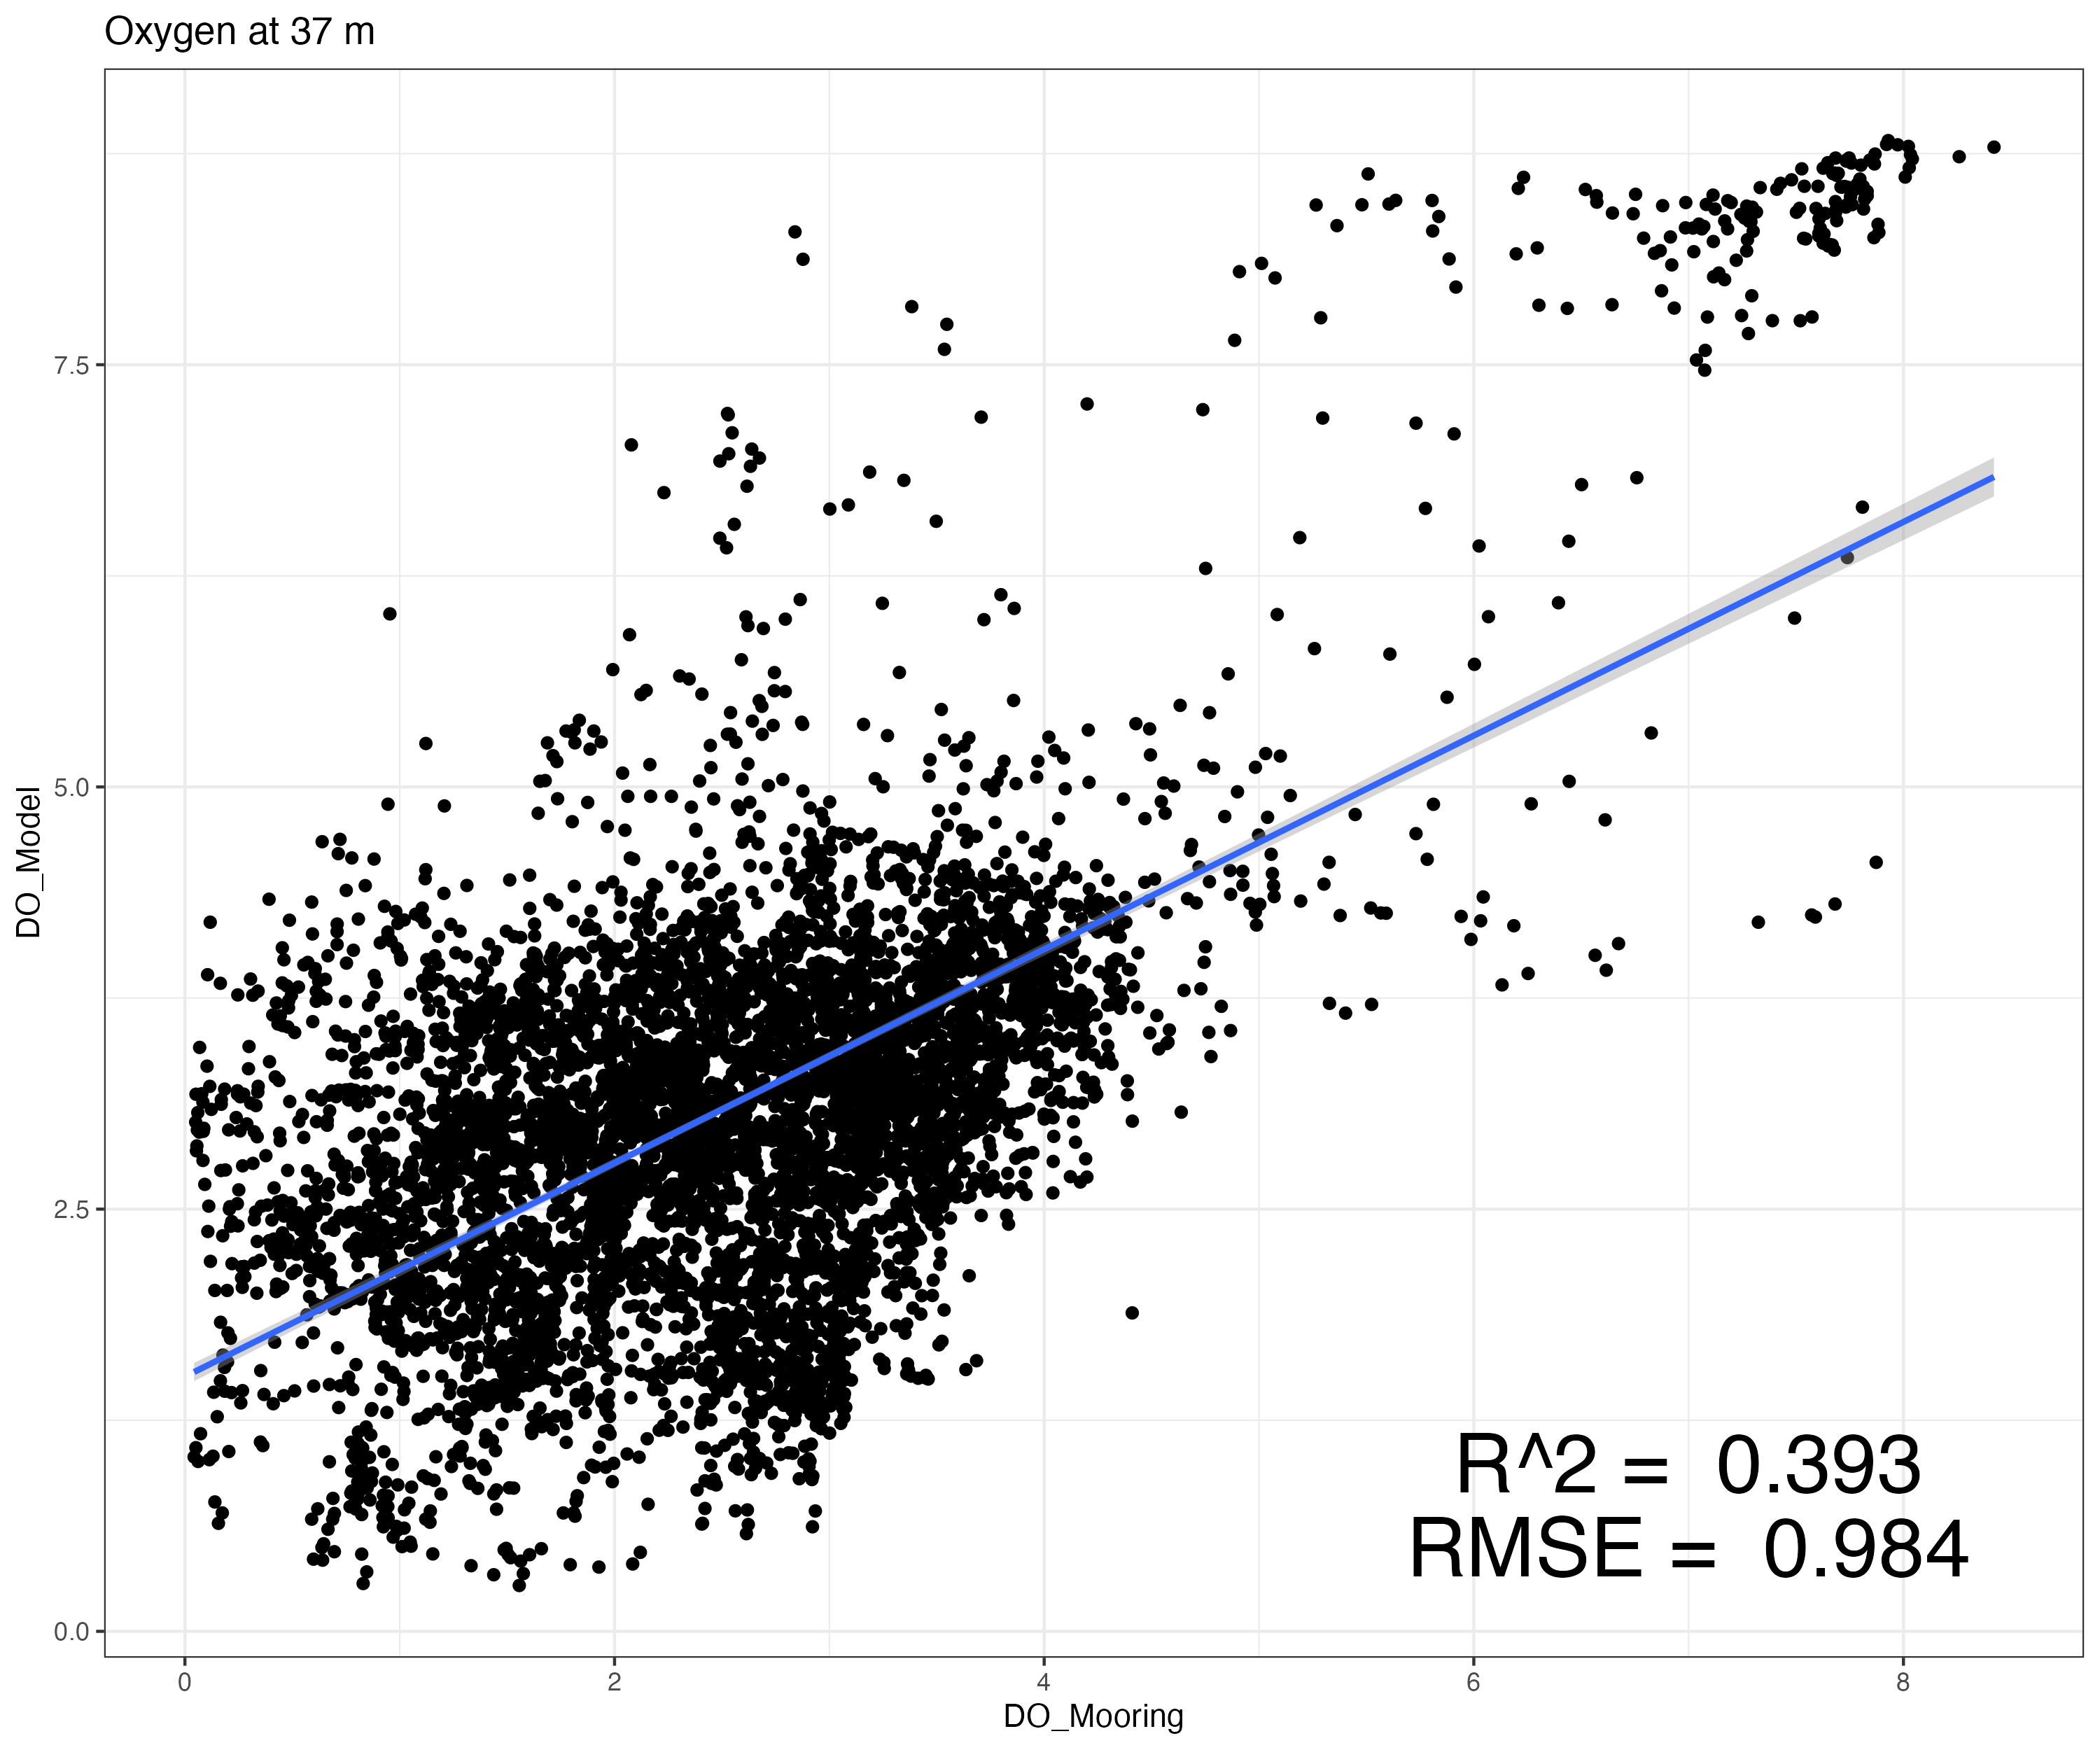 Oxygen at 37 m
7.5
5.0
2.5
0.0
DO_Model
R^2 = 0.393
RMSE = 0.984
0 2 4 6 8
DO_Mooring